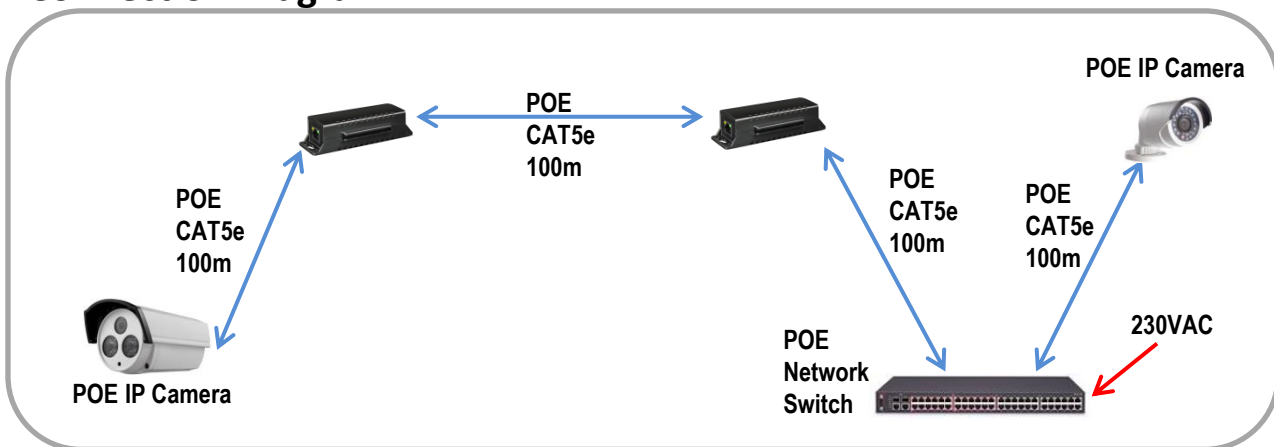 POE IP Camera
POE
CAT5e
100m
POE
CAT5e
100m
POE
CAT5e
100m
POE
CAT5e
100m
230VAC
POE
Network
Switch
POE IP Camera